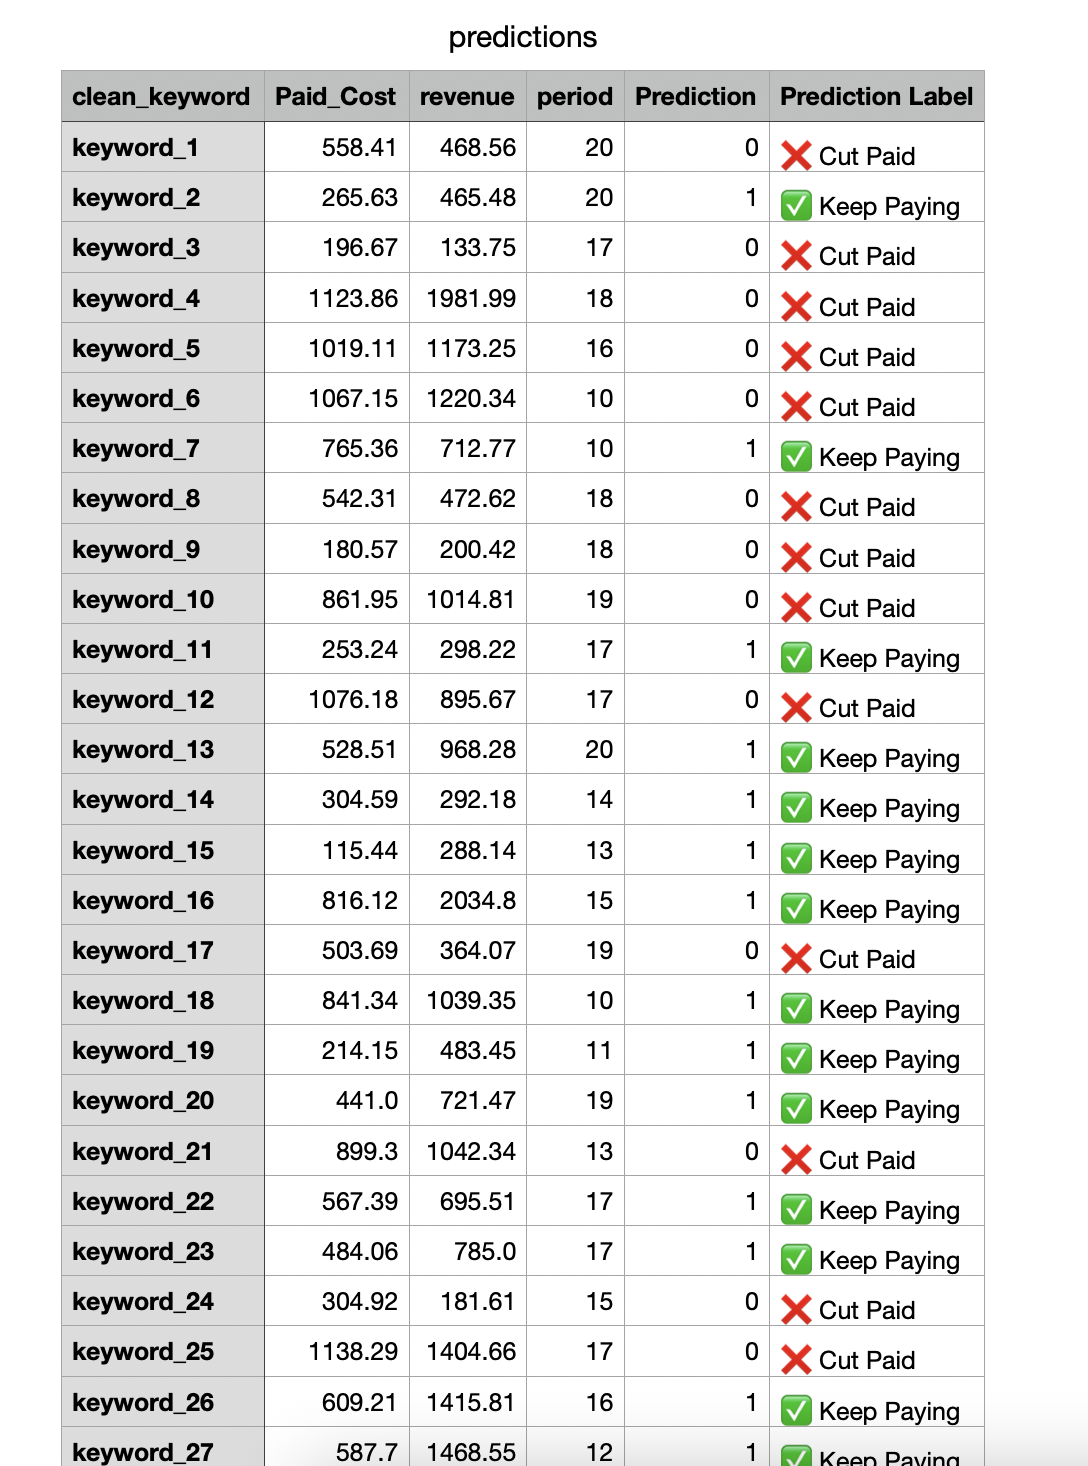 predictions
clean_keyword Paid_Cost revenue period Prediction Prediction Label
keyword_1 558.41 468.56 20 0 ❌ Cut Paid
keyword_2 265.63 465.48 20 1 ✅ Keep Paying
keyword_3 196.67 133.75 17 0 ❌ Cut Paid
keyword_4 1123.86 1981.99 18 0 ❌ Cut Paid
keyword_5 1019.11 1173.25 16 0 ❌ Cut Paid
keyword_6 1067.15 1220.34 10 0 ❌ Cut Paid
keyword_7 765.36 712.77 10 1 ✅ Keep Paying
keyword_8 542.31 472.62 18 0 ❌ Cut Paid
keyword_9 180.57 200.42 18 0 ❌ Cut Paid
keyword_10 861.95 1014.81 19 0 ❌ Cut Paid
keyword_11 253.24 298.22 17 1 ✅ Keep Paying
keyword_12 1076.18 895.67 17 0 ❌ Cut Paid
keyword_13 528.51 968.28 20 1 ✅ Keep Paying
keyword_14 304.59 292.18 14 1 ✅ Keep Paying
keyword_15 115.44 288.14 13 1 ✅ Keep Paying
keyword_16 816.12 2034.8 15 1 ✅ Keep Paying
keyword_17 503.69 364.07 19 0 ❌ Cut Paid
keyword_18 841.34 1039.35 10 1 ✅ Keep Paying
keyword_19 214.15 483.45 11 1 ✅ Keep Paying
keyword_20 441.0 721.47 19 1 ✅ Keep Paying
keyword_21 899.3 1042.34 13 0 ❌ Cut Paid
keyword_22 567.39 695.51 17 1 ✅ Keep Paying
keyword_23 484.06 785.0 17 1 ✅ Keep Paying
keyword_24 304.92 181.61 15 0 ❌ Cut Paid
keyword_25 1138.29 1404.66 17 0 ❌ Cut Paid
keyword_26 609.21 1415.81 16 1 ✅ Keep Paying
keyword_27 587.7 1468.55 12 1 ✅ Keep Paying